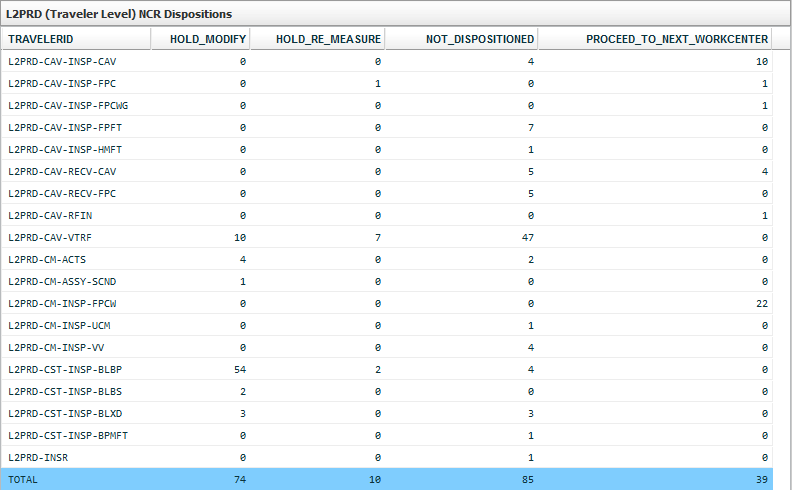 L2PRD (Traveler Level) NCR Dispositions
TRAVELERID HOLD_MODIFY HOLD_RE_MEASURE NOT_DISPOSITIONED PROCEED_TO_NEXT_WORKCENTER
L2PRD-CAV-INSP-CAV 0 0 4 10
L2PRD-CAV-INSP-FPC 0 1 0 1
L2PRD-CAV-INSP-FPCWG 0 0 0 1
L2PRD-CAV-INSP-FPFT 0 0 7 0
L2PRD-CAV-INSP-HMFT 0 0 1 0
L2PRD-CAV-RECV-CAV 0 0 5 4
L2PRD-CAV-RECV-FPC 0 0 5 0
L2PRD-CAV-RFIN 0 0 0 1
L2PRD-CAV-VTRF 10 7 47 0
L2PRD-CM-ACTS 4 0 2 0
L2PRD-CM-ASSY-SCND 1 0 0 0
L2PRD-CM-INSP-FPCW 0 0 0 22
L2PRD-CM-INSP-UCM 0 0 1 0
L2PRD-CM-INSP-VV 0 0 4 0
L2PRD-CST-INSP-BLBP 54 2 4 0
L2PRD-CST-INSP-BLBS 2 0 0 0
L2PRD-CST-INSP-BLXD 3 0 3 0
L2PRD-CST-INSP-BPMFT 0 0 1 0
L2PRD-INSR 0 0 1 0
TOTAL 74 10 85 39